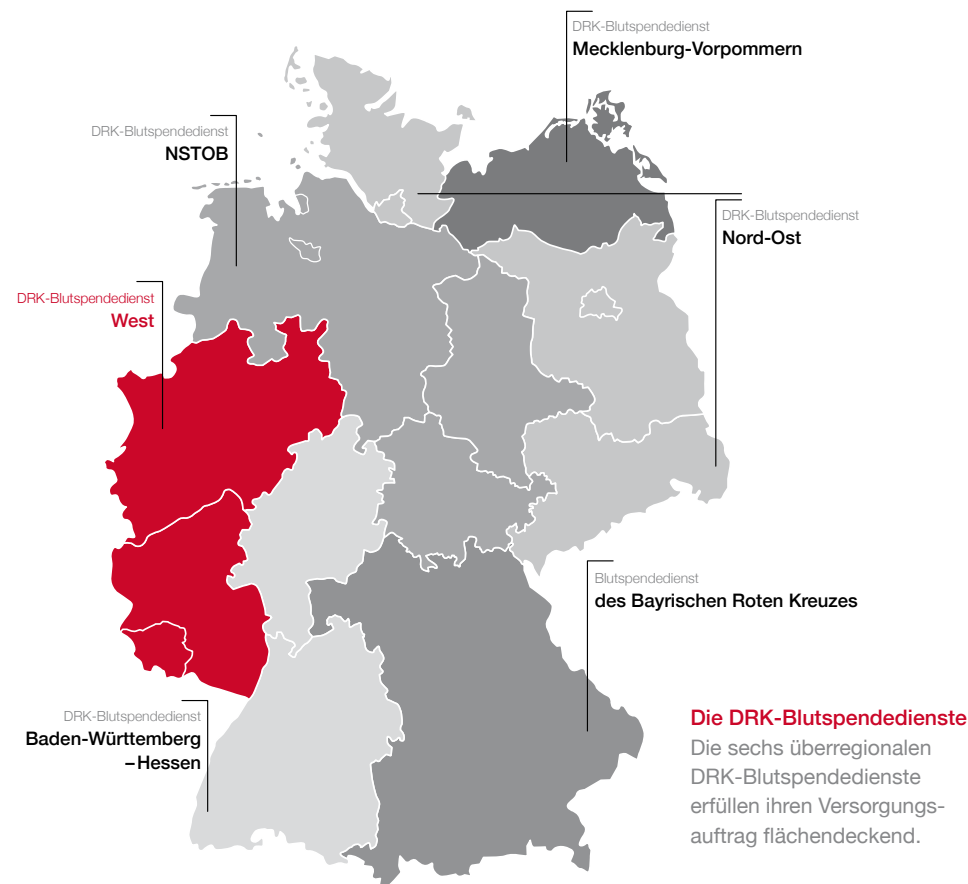 DRK-Blutspendedienst
Mecklenburg-Vorpommern
DRK-Blutspendedienst
NSTOB
DRK-Blutspendedienst
Nord-Ost
DRK-Blutspendedienst
West
Blutspendedienst
des Bayrischen Roten Kreuzes
DRK-Blutspendedienst
Baden-Württemberg
–Hessen
Die DRK-Blutspendedienste
Die sechs überregionalen
DRK-Blutspendedienste
erfüllen ihren Versorgungs-
auftrag flächendeckend.